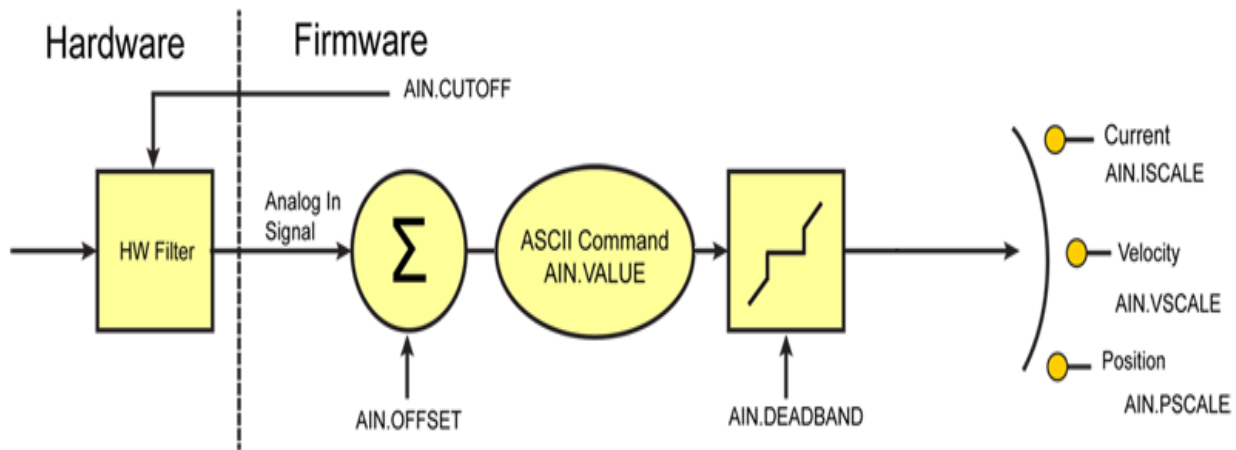 Hardware
Firmware
AIN.CUTOFF
HW Filter
Analog In
Signal
Σ
ASCII Command
AIN.VALUE
AIN.OFFSET
AIN.DEADBAND
Current
AIN.ISCALE
Velocity
AIN.VSCALE
Position
AIN.PSCALE